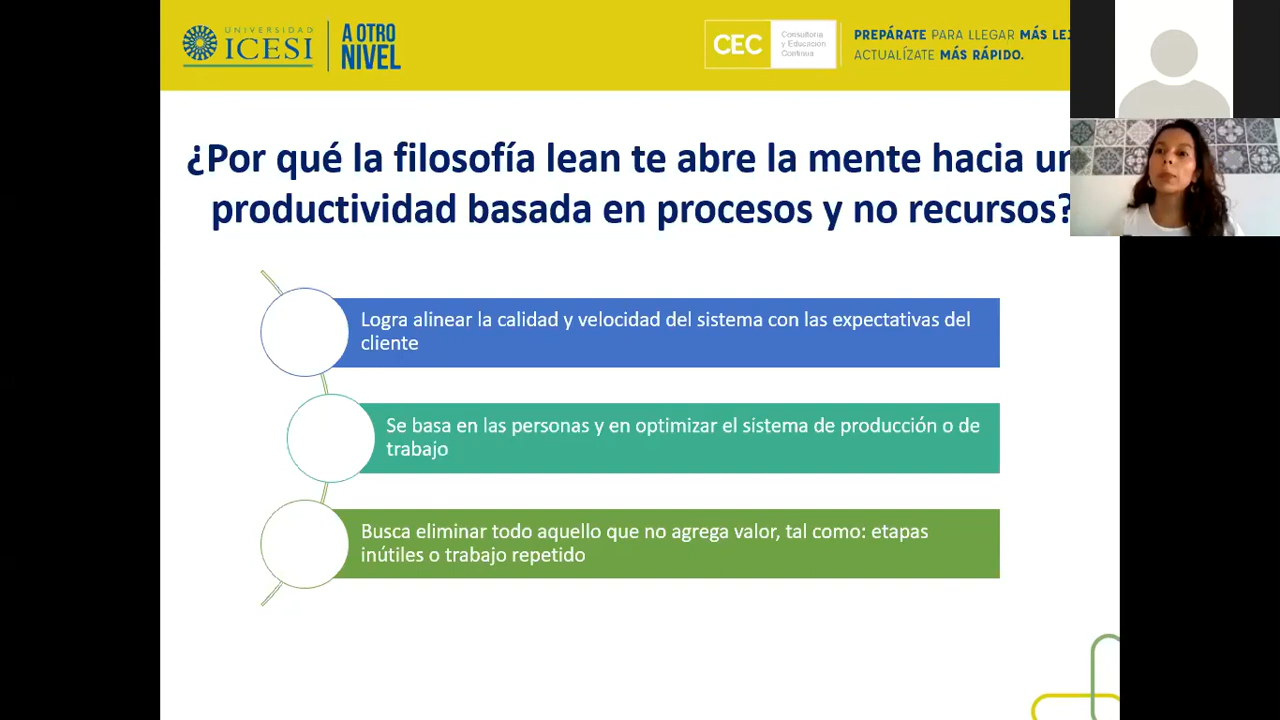 UNIVERSIDAD
ICESI
A OTRO
NIVEL
CEC
Consultoría
y Educación
Continua
PREPÁRATE PARA LLEGAR MÁS
ACTUALÍZATE MÁS RÁPIDO.
¿Por qué la filosofía lean te abre la mente hacia
productividad basada en procesos y no recursos?
Logra alinear la calidad y velocidad del sistema con las expectativas del
cliente
Se basa en las personas y en optimizar el sistema de producción o de
trabajo
Busca eliminar todo aquello que no agrega valor, tal como: etapas
inútiles o trabajo repetido